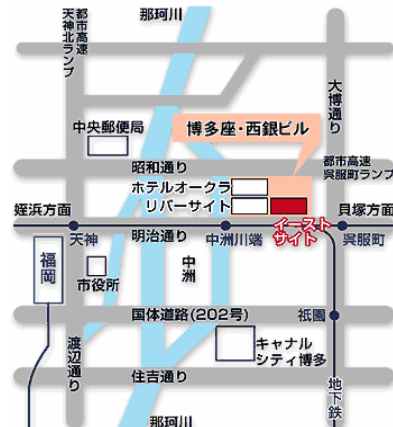 那珂川
都市高速
天神北ランプ
大博通り
中央郵便局
博多座・西銀ビル
昭和通り
都市高速
呉服町ランプ
ホテルオークラ
リバーサイト
姪浜方面
貝塚方面
イースト
サイト
天神
明治通り
中洲川端
呉服町
福岡
市役所
中洲
国体道路(202号)
祇園
キャナル
シティ博多
渡辺通り
住吉通り
地下鉄
那珂川